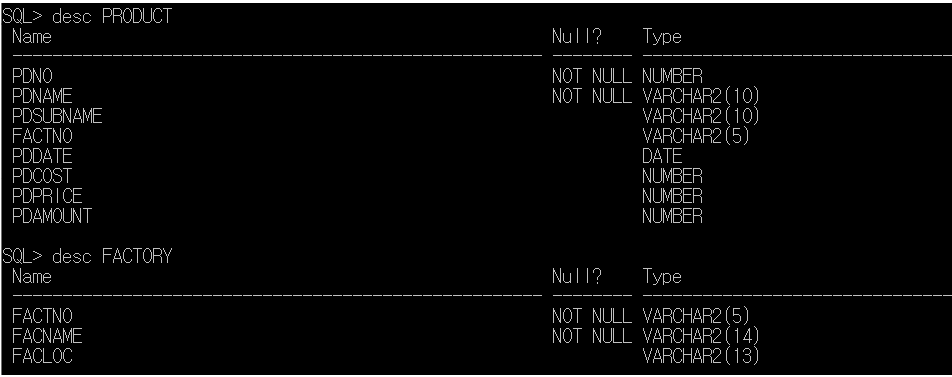 SQL> desc PRODUCT
Name Null? Type
----------------------------------------------------- -------- ------------------------------------
PDNO NOT NULL NUMBER
PDNAME NOT NULL VARCHAR2(10)
PDSUBNAME VARCHAR2(10)
FACTNO VARCHAR2(5)
PDDATE DATE
PDCOST NUMBER
PDPRICE NUMBER
PDAMOUNT NUMBER
SQL> desc FACTORY
Name Null? Type
----------------------------------------------------- -------- ------------------------------------
FACTNO NOT NULL VARCHAR2(5)
FACNAME NOT NULL VARCHAR2(14)
FACLOC VARCHAR2(13)